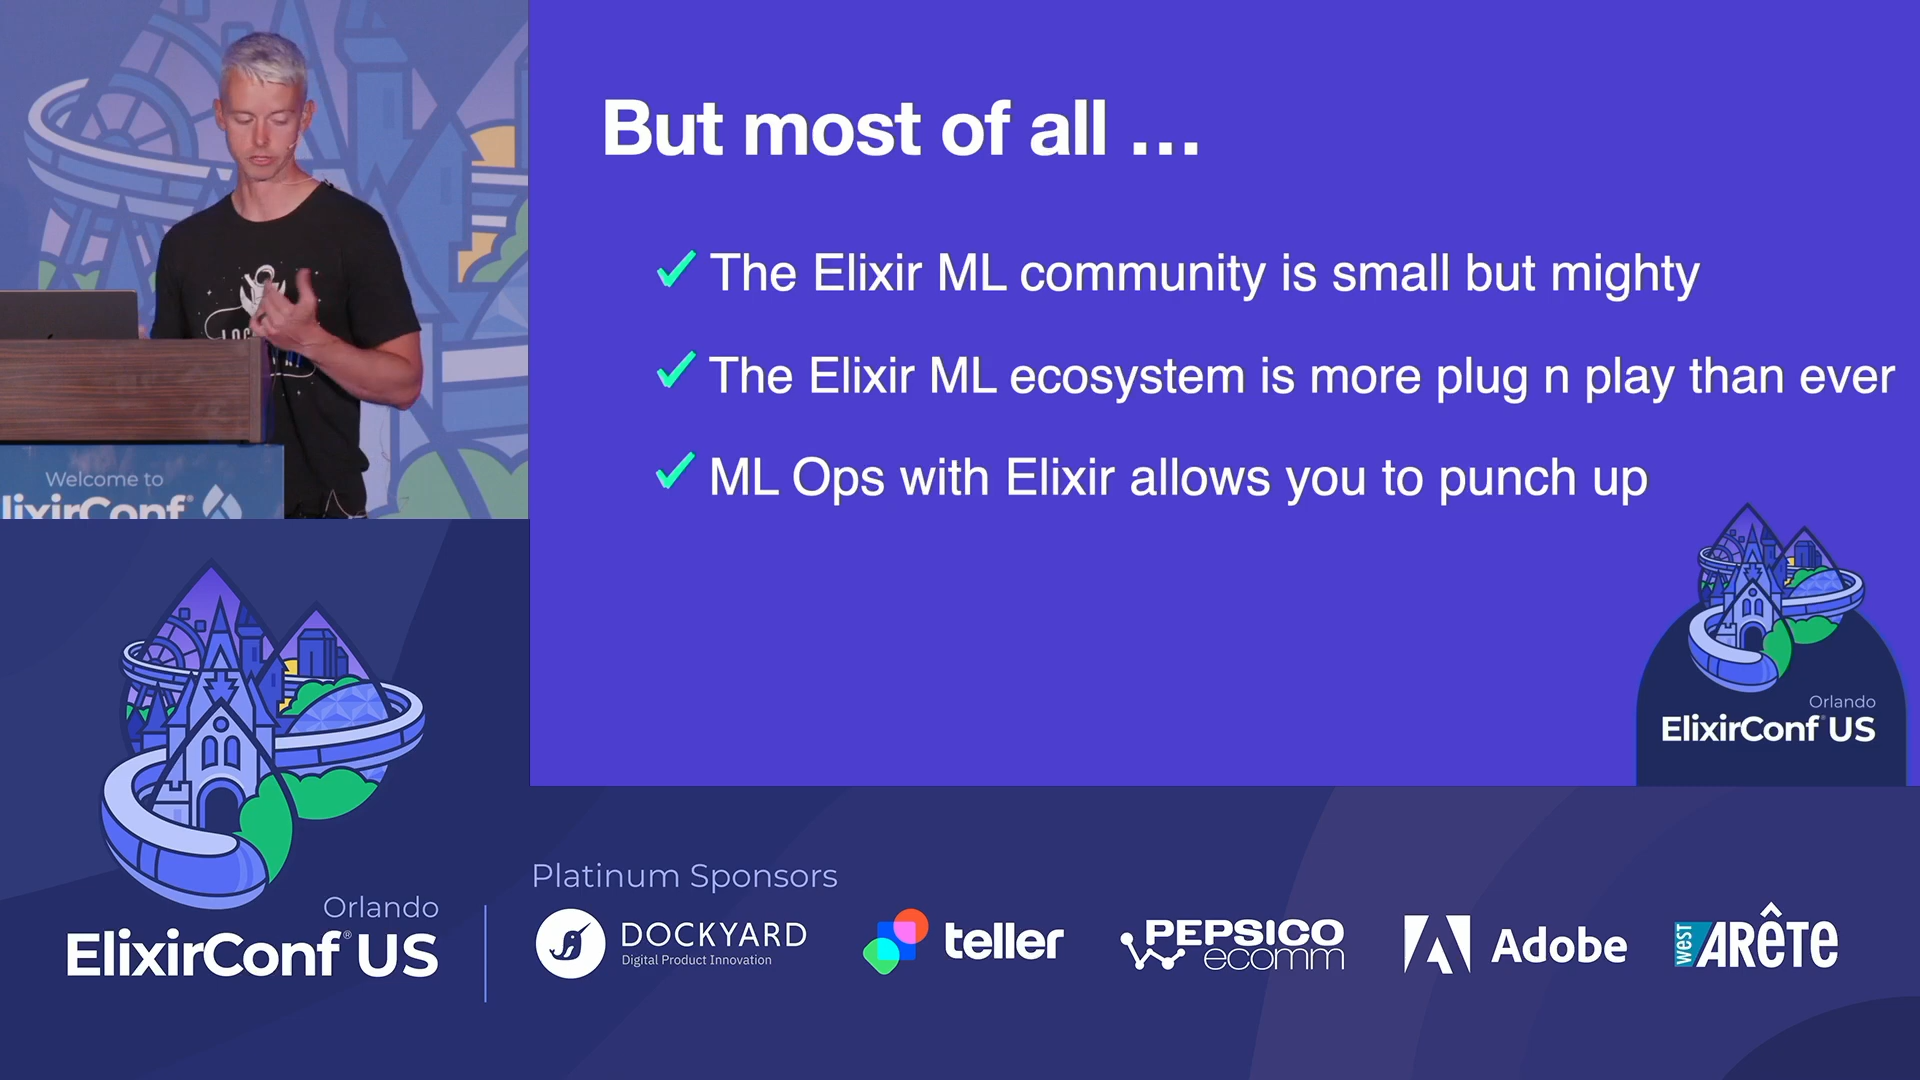 But most of all ...
✓ The Elixir ML community is small but mighty
✓ The Elixir ML ecosystem is more plug n play than ever
✓ ML Ops with Elixir allows you to punch up
Orlando
ElixirConf US
Welcome to
lixirConf®
Orlando
ElixirConf® US
Platinum Sponsors
DOCKYARD
Digital Product Innovation
teller
PEPSICO
ecomm
Adobe
west ARÊTE